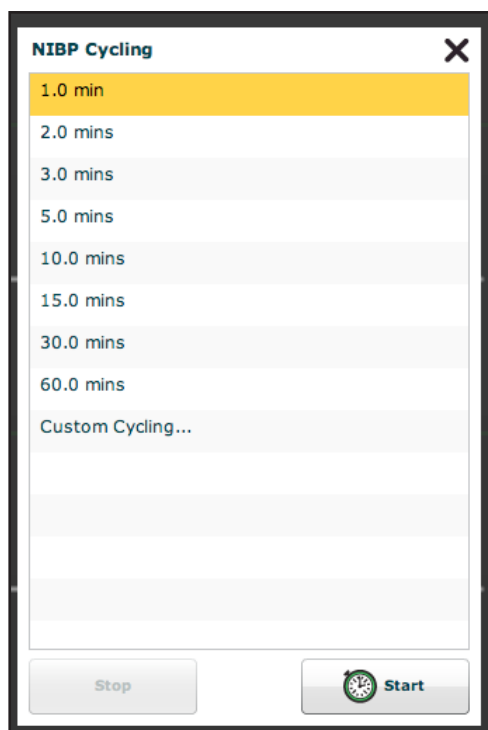 NIBP Cycling
1.0 min
2.0 mins
3.0 mins
5.0 mins
10.0 mins
15.0 mins
30.0 mins
60.0 mins
Custom Cycling...
Stop
Start